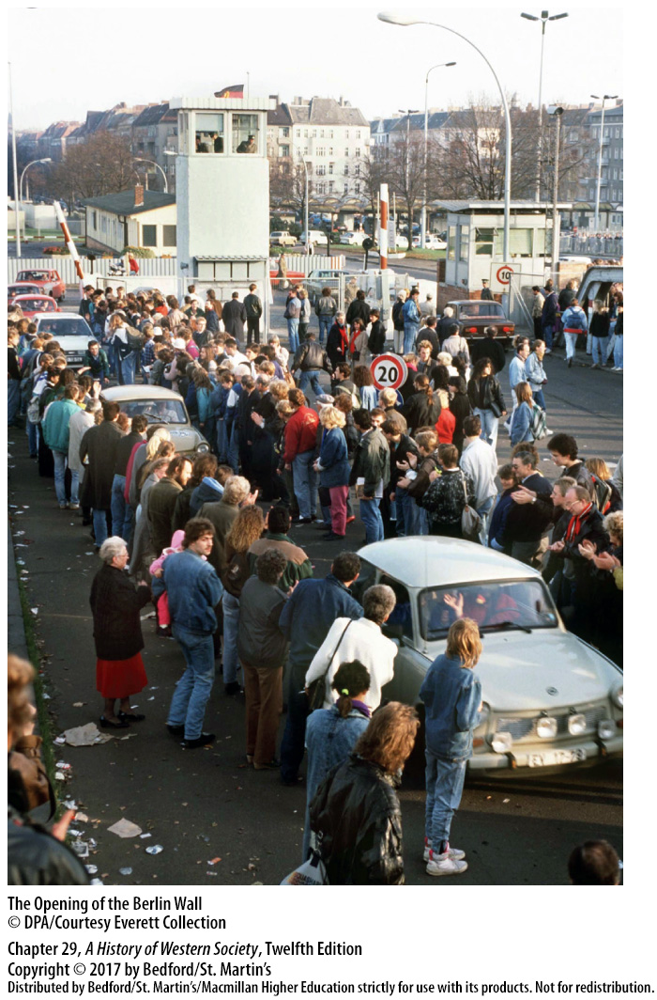 10
20
The Opening of the Berlin Wall
© DPA/Courtesy Everett Collection
Chapter 29, A History of Western Society, Twelfth Edition
Copyright © 2017 by Bedford/St. Martin's
Distributed by Bedford/St. Martin's/Macmillan Higher Education strictly for use with its products. Not for redistribution.